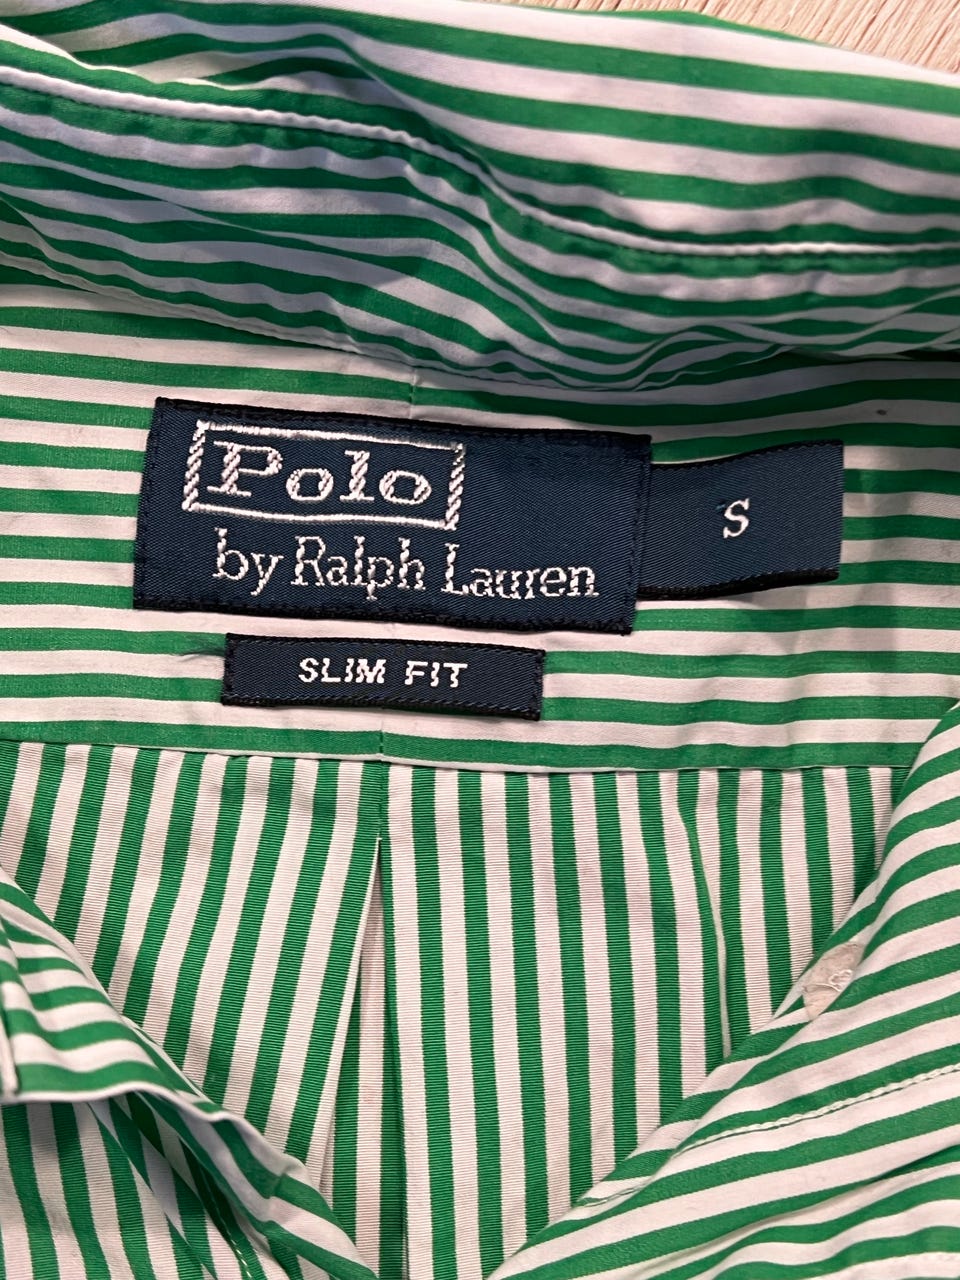 Polo
by Ralph Lauren
S
SLIM FIT